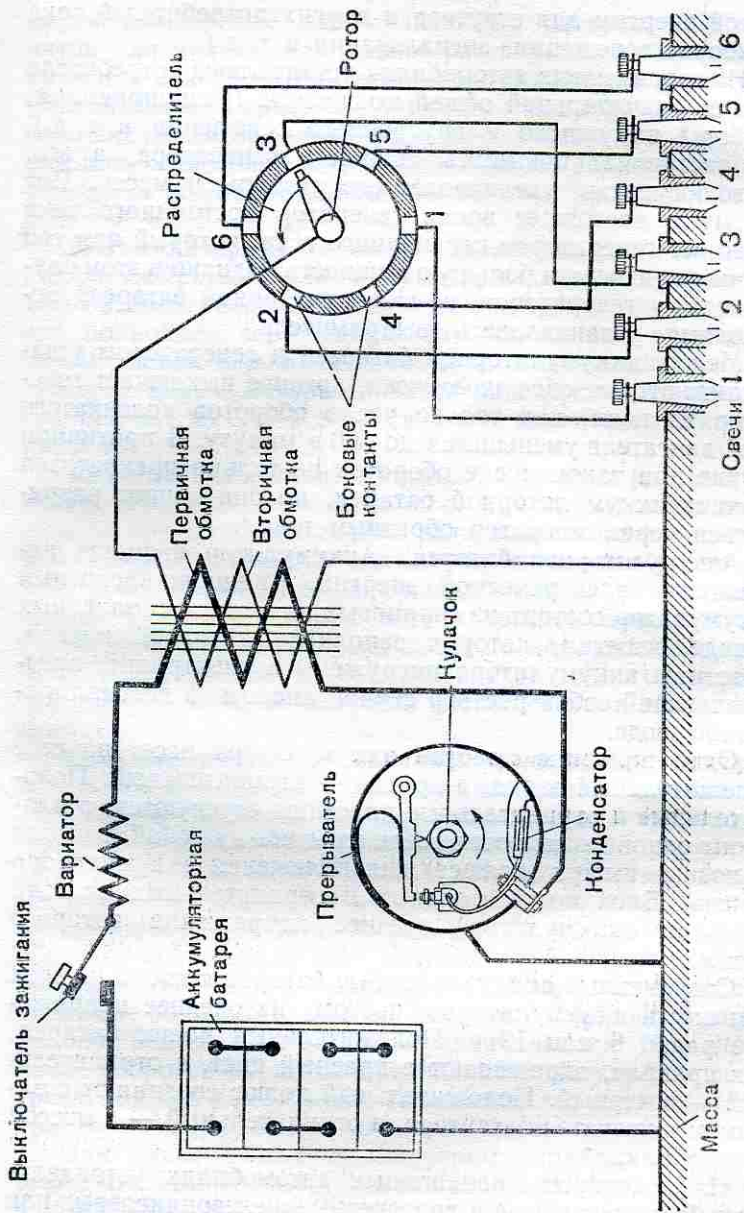 Выключатель зажигания
Вариатор
Аккумуляторная
батарея
Первичная
обмотка
Вторичная
обмотка
Распределитель
Ротор
6
3
5
1
4
2
Боковые
контакты
Прерыватель
Кулачок
Конденсатор
Масса
1
2
3
4
5
6
Свечи